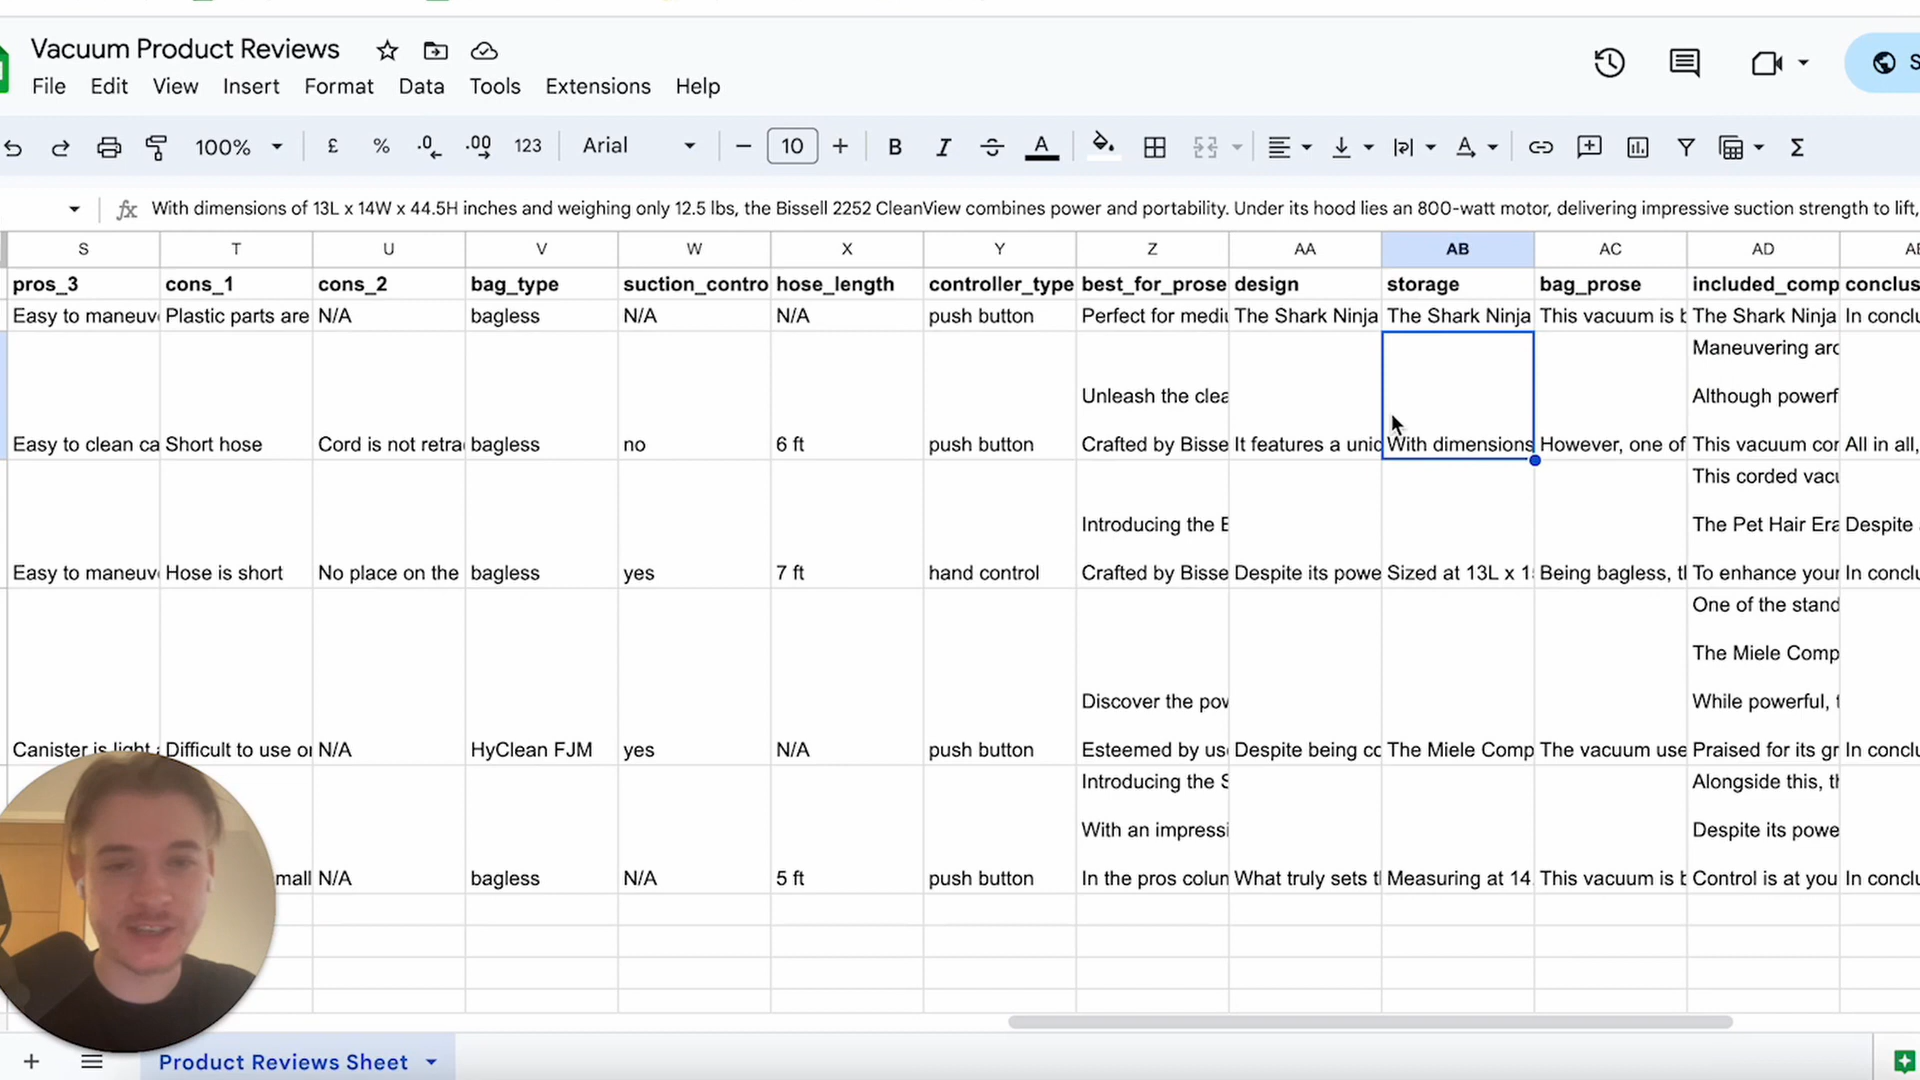 Vacuum Product Reviews
File Edit View Insert Format Data Tools Extensions Help
S
100% £ % .0 .00 123 Arial 10 B I A
fx With dimensions of 13L x 14W x 44.5H inches and weighing only 12.5 lbs, the Bissell 2252 CleanView combines power and portability. Under its hood lies an 800-watt motor, delivering impressive suction strength to lift,
S T U V W X Y Z AA AB AC AD
pros_3 cons_1 cons_2 bag_type suction_contro hose_length controller_type best_for_prose design storage bag_prose included_comp conclus
Easy to maneuv Plastic parts are N/A bagless N/A N/A push button Perfect for mediu The Shark Ninja The Shark Ninja This vacuum is b The Shark Ninja In conclu
Maneuvering aro
Unleash the clea Although powerf
Easy to clean ca Short hose Cord is not retra bagless no 6 ft push button Crafted by Bisse It features a uniq With dimensions However, one of This vacuum cor All in all,
This corded vacu
Introducing the E The Pet Hair Era Despite
Easy to maneuv Hose is short No place on the bagless yes 7 ft hand control Crafted by Bisse Despite its powe Sized at 13L x 1 Being bagless, t To enhance your In conclu
One of the stand
The Miele Comp
Discover the pow While powerful, t
Canister is light Difficult to use or N/A HyClean FJM yes N/A push button Esteemed by use Despite being co The Miele Comp The vacuum use Praised for its gr In conclu
Introducing the S Alongside this, th
With an impressi Despite its powe
mall N/A bagless N/A 5 ft push button In the pros colum What truly sets t Measuring at 14 This vacuum is b Control is at you In conclu
Product Reviews Sheet